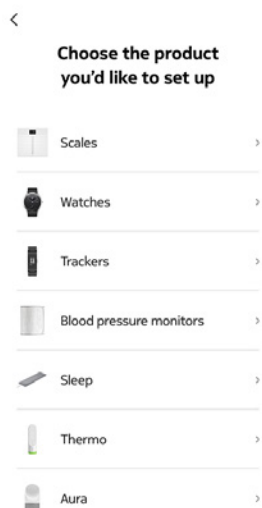 Choose the product
you'd like to set up
Scales
Watches
Trackers
Blood pressure monitors
Sleep
Thermo
Aura